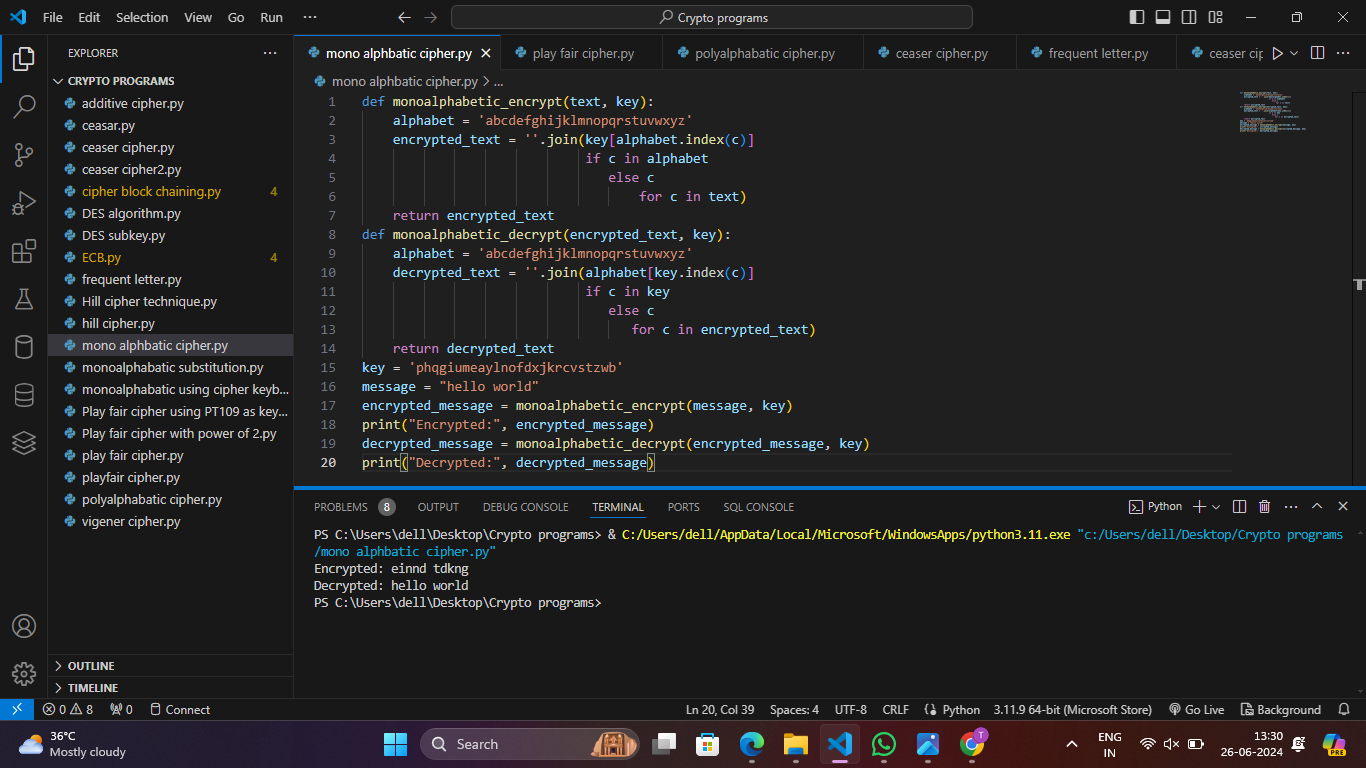 File Edit Selection View Go Run ··· Crypto programs
EXPLORER ···
CRYPTO PROGRAMS
additive cipher.py
ceasar.py
ceaser cipher.py
ceaser cipher2.py
cipher block chaining.py 4
DES algorithm.py
DES subkey.py
ECB.py 4
frequent letter.py
Hill cipher technique.py
hill cipher.py
mono alphbatic cipher.py
monoalphabatic substitution.py
monoalphabatic using cipher keyb...
Play fair cipher using PT109 as key...
Play fair cipher with power of 2.py
play fair cipher.py
playfair cipher.py
polyalphabatic cipher.py
vigener cipher.py
OUTLINE
TIMELINE
mono alphbatic cipher.py play fair cipher.py polyalphabatic cipher.py ceaser cipher.py frequent letter.py ceaser cip
mono alphbatic cipher.py > ...
1 def monoalphabetic_encrypt(text, key):
2 alphabet = 'abcdefghijklmnopqrstuvwxyz'
3 encrypted_text = ''.join(key[alphabet.index(c)]
4 if c in alphabet
5 else c
6 for c in text)
7 return encrypted_text
8 def monoalphabetic_decrypt(encrypted_text, key):
9 alphabet = 'abcdefghijklmnopqrstuvwxyz'
10 decrypted_text = ''.join(alphabet[key.index(c)]
11 if c in key
12 else c
13 for c in encrypted_text)
14 return decrypted_text
15 key = 'phqgiumeaylnofdxjkrcvstzwb'
16 message = "hello world"
17 encrypted_message = monoalphabetic_encrypt(message, key)
18 print("Encrypted:", encrypted_message)
19 decrypted_message = monoalphabetic_decrypt(encrypted_message, key)
20 print("Decrypted:", decrypted_message)
PROBLEMS 8 OUTPUT DEBUG CONSOLE TERMINAL PORTS SQL CONSOLE Python
PS C:\Users\dell\Desktop\Crypto programs> & C:/Users/dell/AppData/Local/Microsoft/WindowsApps/python3.11.exe "c:/Users/dell/Desktop/Crypto programs
/mono alphbatic cipher.py"
Encrypted: einnd tdkng
Decrypted: hello world
PS C:\Users\dell\Desktop\Crypto programs>
0 8 0 Connect Ln 20, Col 39 Spaces: 4 UTF-8 CRLF Python 3.11.9 64-bit (Microsoft Store) Go Live Background
36°C
Mostly cloudy
Search
T
ENG
IN
13:30
26-06-2024
PRE